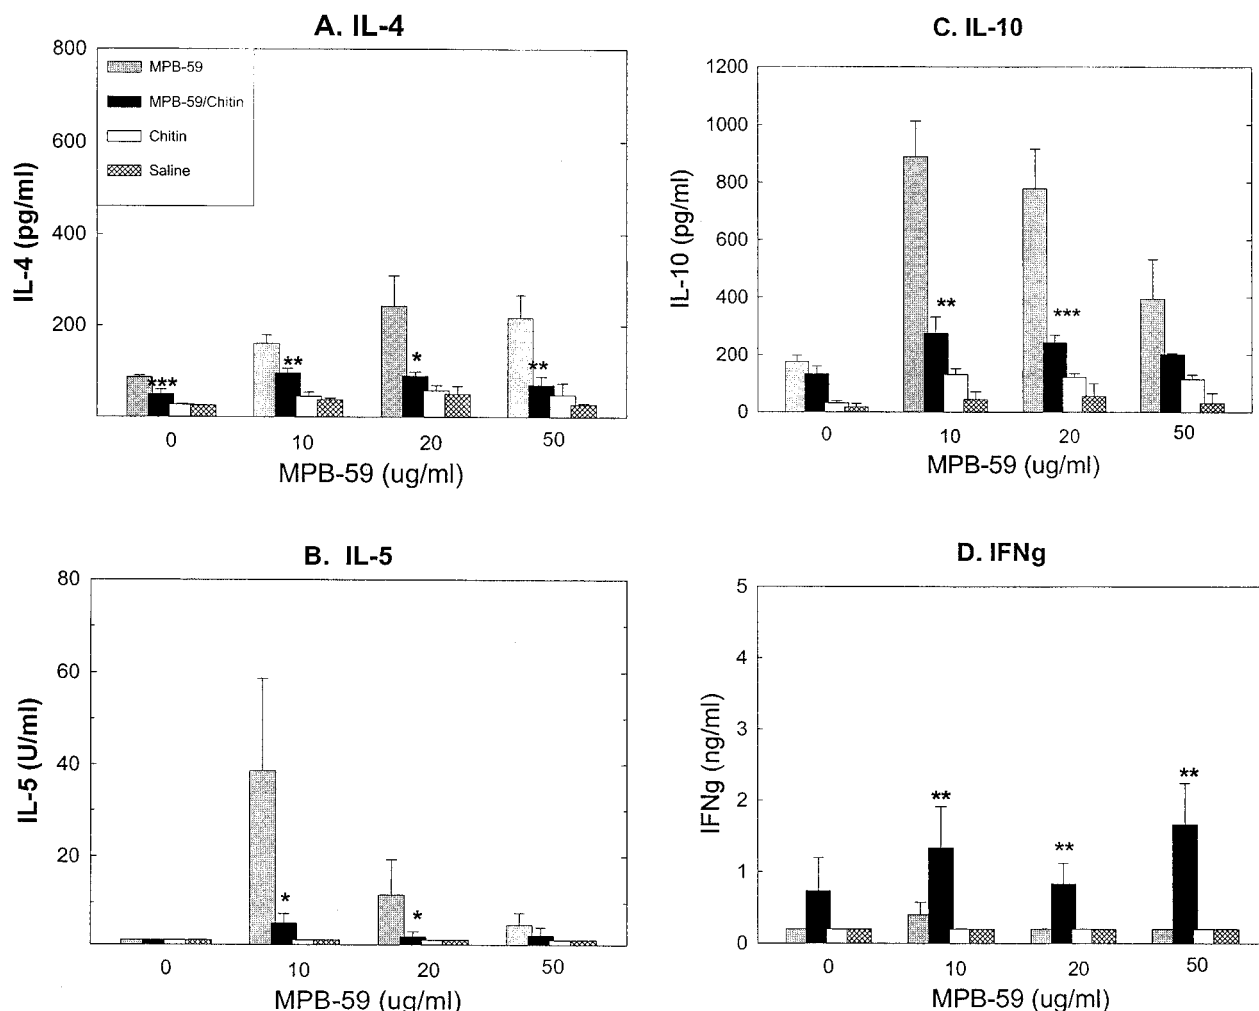 A. IL-4
800
600
400
200
IL-4 (pg/ml)
MPB-59
MPB-59/Chitin
Chitin
Saline
***
**
*
**
0 10 20 50
MPB-59 (ug/ml)
C. IL-10
1200
1000
800
600
400
200
0
IL-10 (pg/ml)
**
***
0 10 20 50
MPB-59 (ug/ml)
B. IL-5
80
60
40
20
IL-5 (U/ml)
*
*
0 10 20 50
MPB-59 (ug/ml)
D. IFNg
5
4
3
2
1
0
IFNg (ng/ml)
**
**
**
0 10 20 50
MPB-59 (ug/ml)